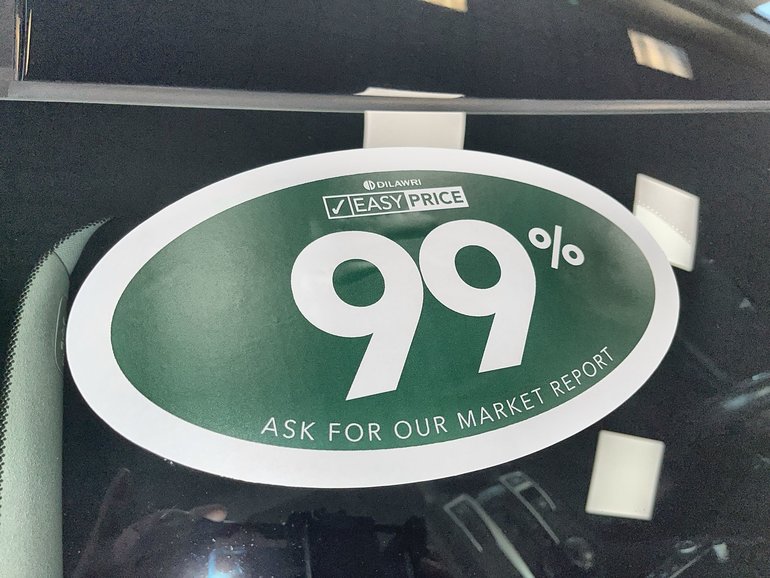 DILAWRI
✓ EASY PRICE
99%
ASK FOR OUR MARKET REPORT